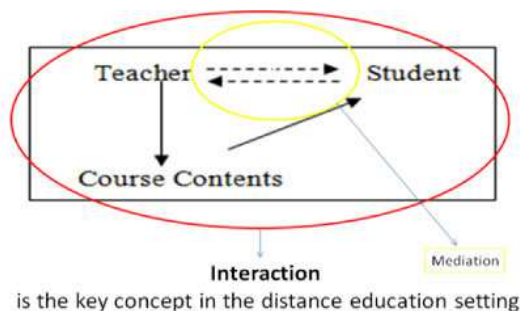 Teacher Student
Course Contents
Mediation
Interaction
is the key concept in the distance education setting